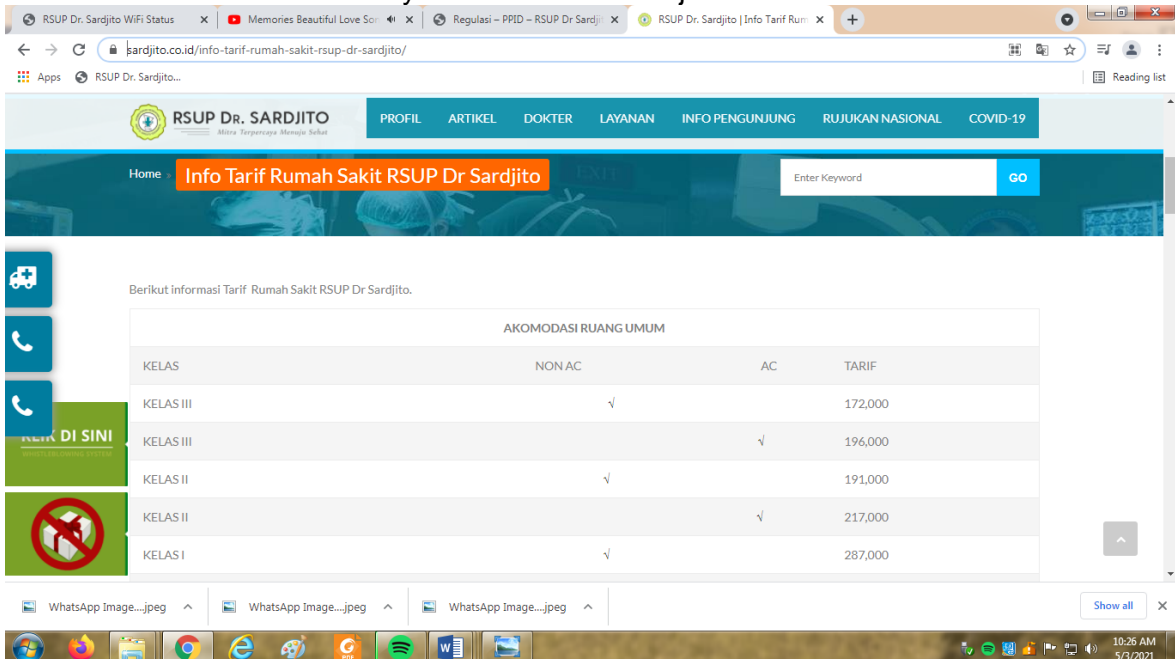 RSUP Dr. Sardjito WiFi Status
Memories Beautiful Love Son
Regulasi – PPID – RSUP Dr Sardji
RSUP Dr. Sardjito | Info Tarif Rum
sardjito.co.id/info-tarif-rumah-sakit-rsup-dr-sardjito/
Apps
RSUP Dr. Sardjito...
Reading list
RSUP DR. SARDJITO
Mitra Terpercaya Menuju Sehat
PROFIL ARTIKEL DOKTER LAYANAN INFO PENGUNJUNG RUJUKAN NASIONAL COVID-19
Home » Info Tarif Rumah Sakit RSUP Dr Sardjito
EXIT
Enter Keyword
GO
Berikut informasi Tarif Rumah Sakit RSUP Dr Sardjito.
AKOMODASI RUANG UMUM
KELAS NON AC AC TARIF
KELAS III √ 172,000
KELAS III √ 196,000
KELAS II √ 191,000
KELAS II √ 217,000
KELAS I √ 287,000
KLIK DI SINI
WHISTLEBLOWING SYSTEM
WhatsApp Image....jpeg
WhatsApp Image....jpeg
WhatsApp Image....jpeg
Show all
10:26 AM
5/3/2021